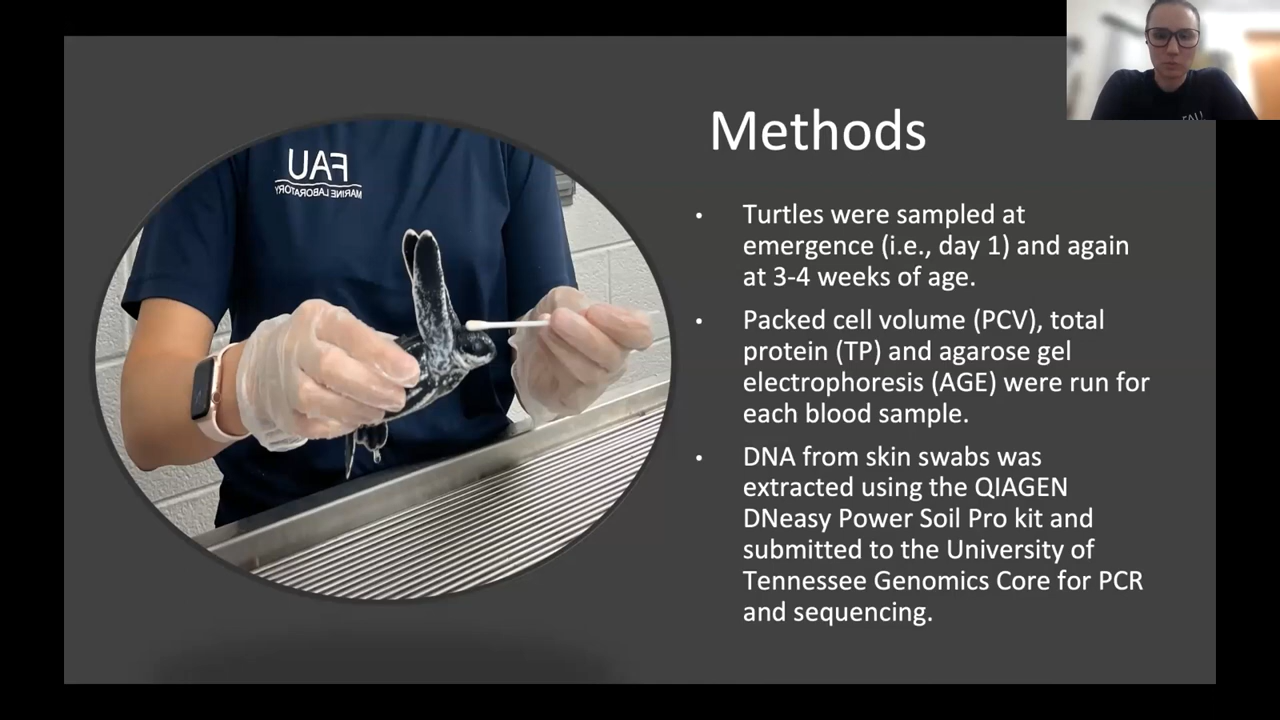 Methods
• Turtles were sampled at
emergence (i.e., day 1) and again
at 3-4 weeks of age.
• Packed cell volume (PCV), total
protein (TP) and agarose gel
electrophoresis (AGE) were run for
each blood sample.
• DNA from skin swabs was
extracted using the QIAGEN
DNeasy Power Soil Pro kit and
submitted to the University of
Tennessee Genomics Core for PCR
and sequencing.
FAU
MARINE LABORATORY
FAU